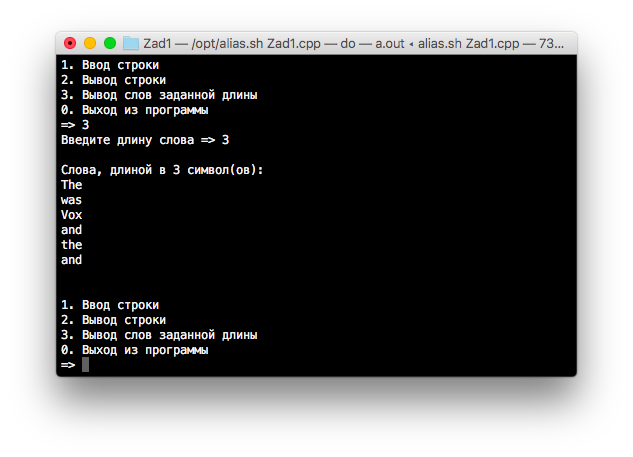 Zad1 — /opt/alias.sh Zad1.cpp — do — a.out ◂ alias.sh Zad1.cpp — 73…
1. Ввод строки
2. Вывод строки
3. Вывод слов заданной длины
0. Выход из программы
=> 3
Введите длину слова => 3
Слова, длиной в 3 символ(ов):
The
was
Vox
and
the
and
1. Ввод строки
2. Вывод строки
3. Вывод слов заданной длины
0. Выход из программы
=>